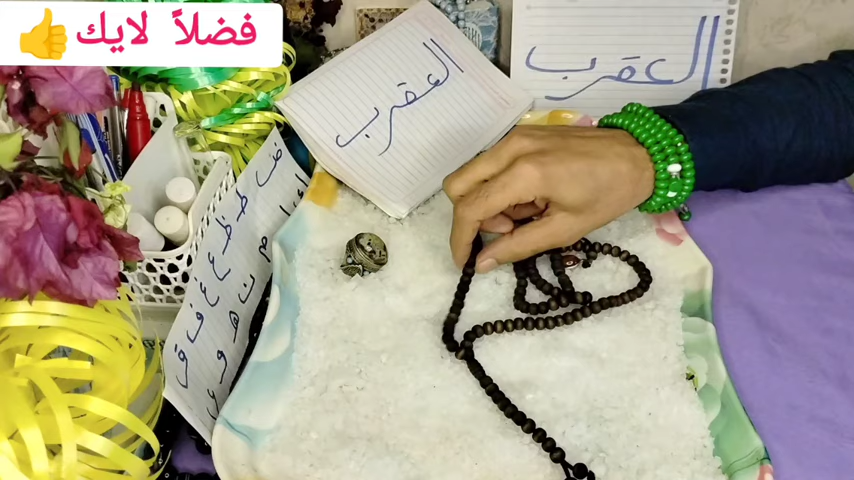 فضلاً لايك
العقرب
العقرب
ض ط ظ ع غ ف ق
ن ه و ي